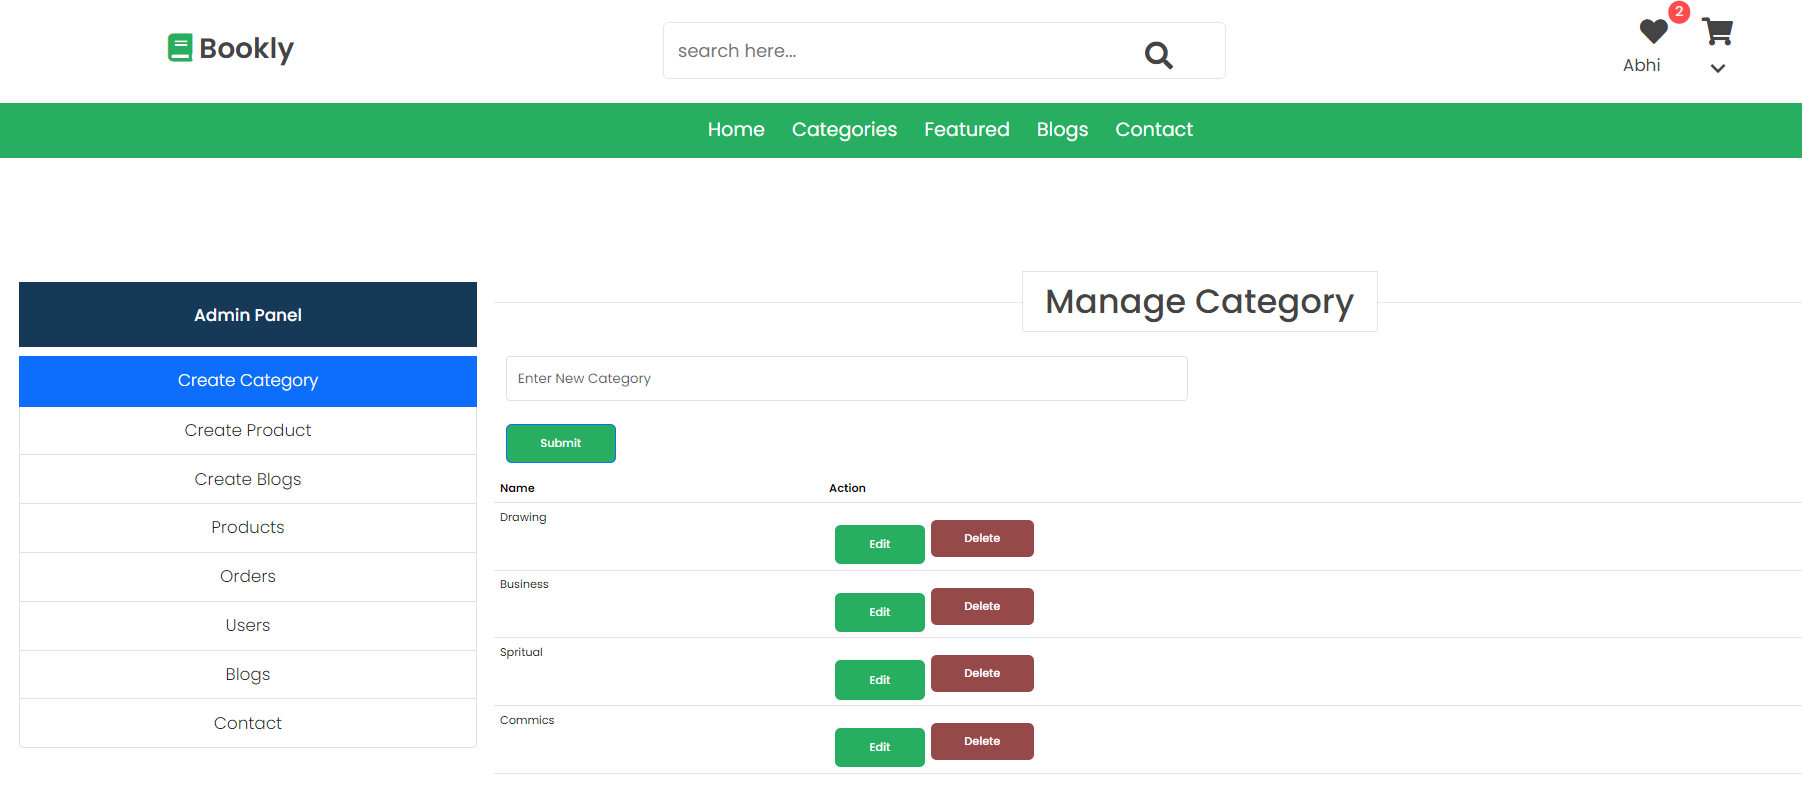 Bookly
search here...
2
Abhi
Home Categories Featured Blogs Contact
Admin Panel
Create Category
Create Product
Create Blogs
Products
Orders
Users
Blogs
Contact
Manage Category
Enter New Category
Submit
Name Action
Drawing
Edit Delete
Business
Edit Delete
Spritual
Edit Delete
Commics
Edit Delete